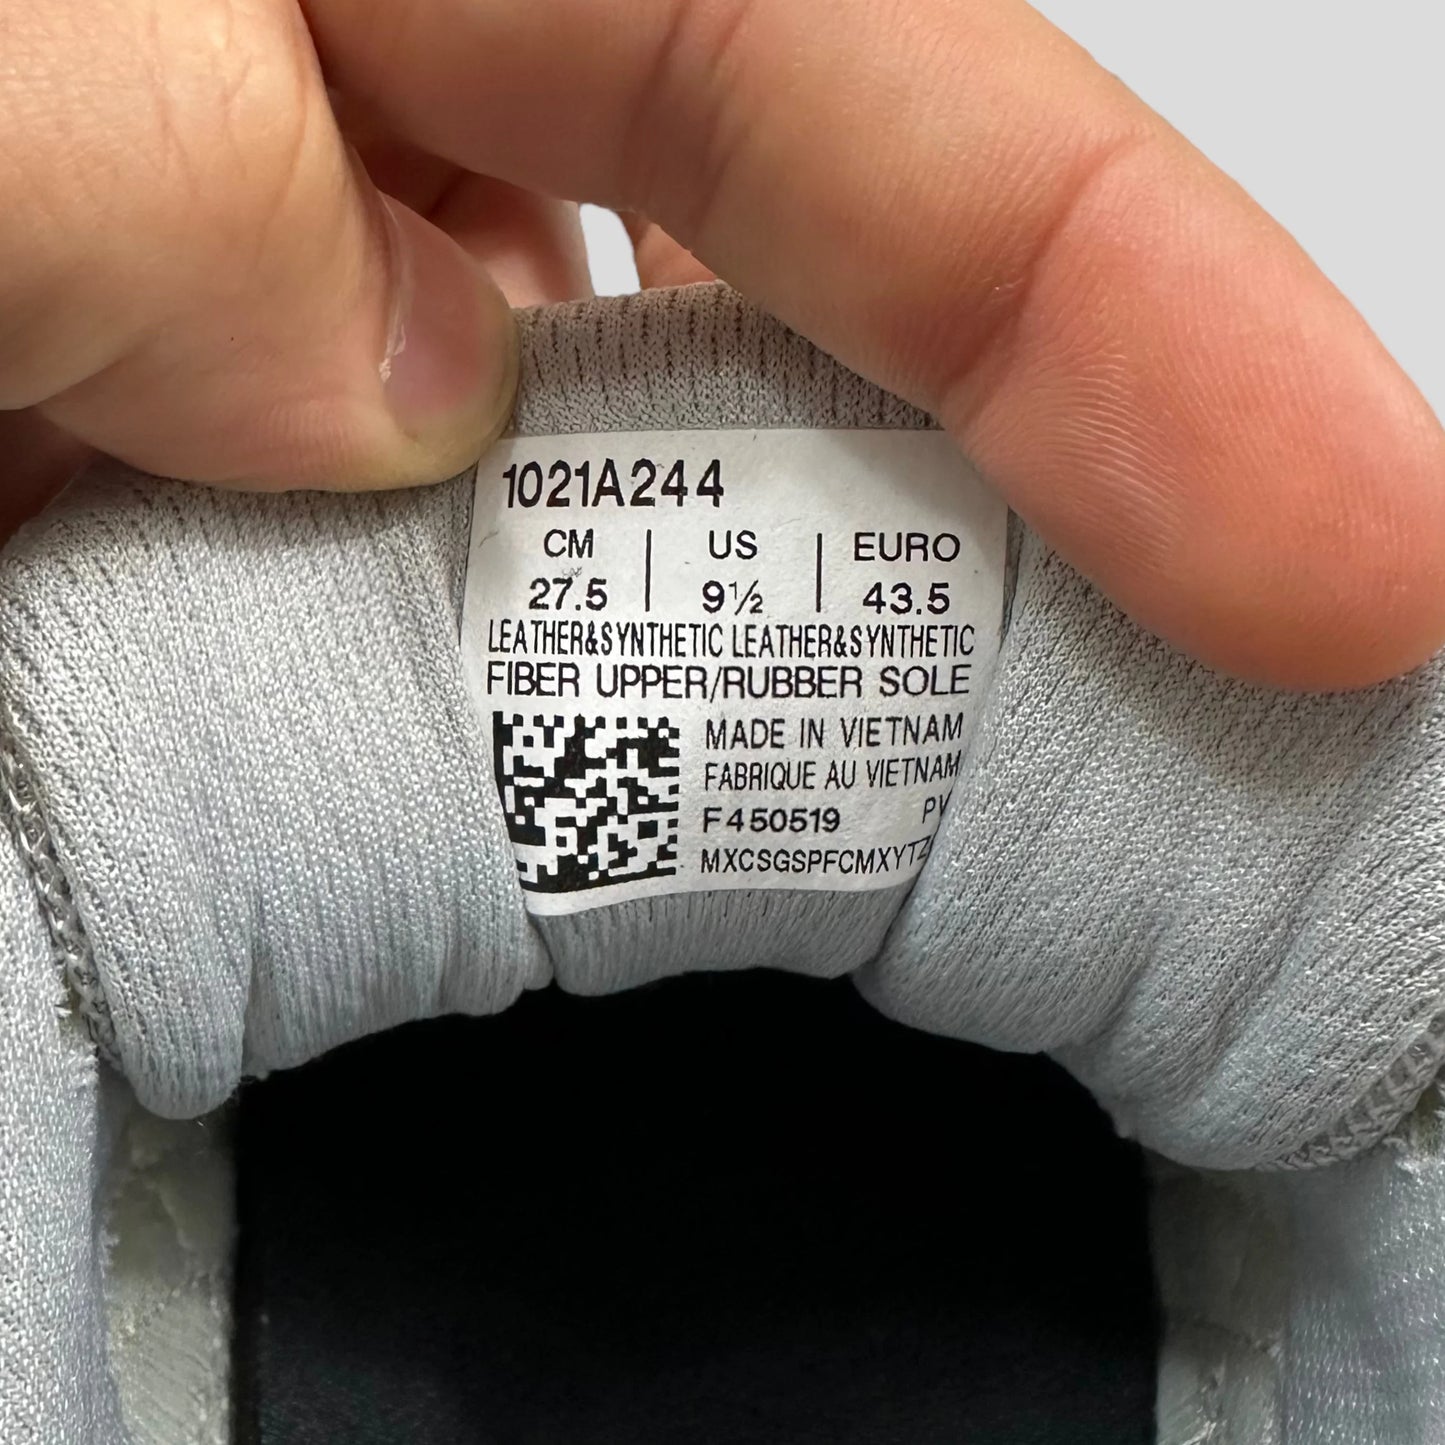 1021A244
CM | US | EURO
27.5 | 9½ | 43.5
LEATHER&SYNTHETIC LEATHER&SYNTHETIC
FIBER UPPER/RUBBER SOLE
MADE IN VIETNAM
FABRIQUE AU VIETNAM
F450519 PV